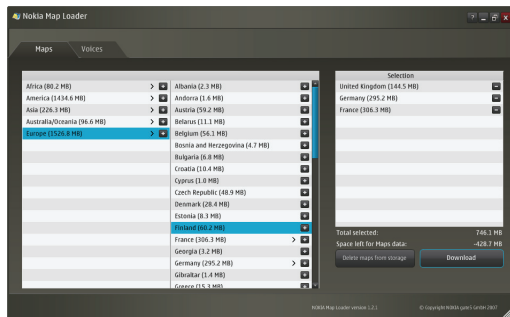 Nokia Map Loader
Maps
Voices
Africa (80.2 MB)
America (1434.6 MB)
Asia (226.3 MB)
Australia/Oceania (96.6 MB)
Europe (1526.8 MB)
Albania (2.3 MB)
Andorra (1.6 MB)
Austria (59.2 MB)
Belarus (11.1 MB)
Belgium (56.1 MB)
Bosnia and Herzegovina (4.7 MB)
Bulgaria (6.8 MB)
Croatia (10.4 MB)
Cyprus (1.0 MB)
Czech Republic (48.9 MB)
Denmark (28.4 MB)
Estonia (8.3 MB)
Finland (60.2 MB)
France (306.3 MB)
Georgia (3.2 MB)
Germany (295.2 MB)
Gibraltar (1.4 MB)
Greece (15.3 MB)
Selection
United Kingdom (144.5 MB)
Germany (295.2 MB)
France (306.3 MB)
Total selected: 746.1 MB
Space left for Maps data: -428.7 MB
Delete maps from storage
Download
NOKIA Map Loader version 1.2.1
© Copyright NOKIA gate5 GmbH 2007